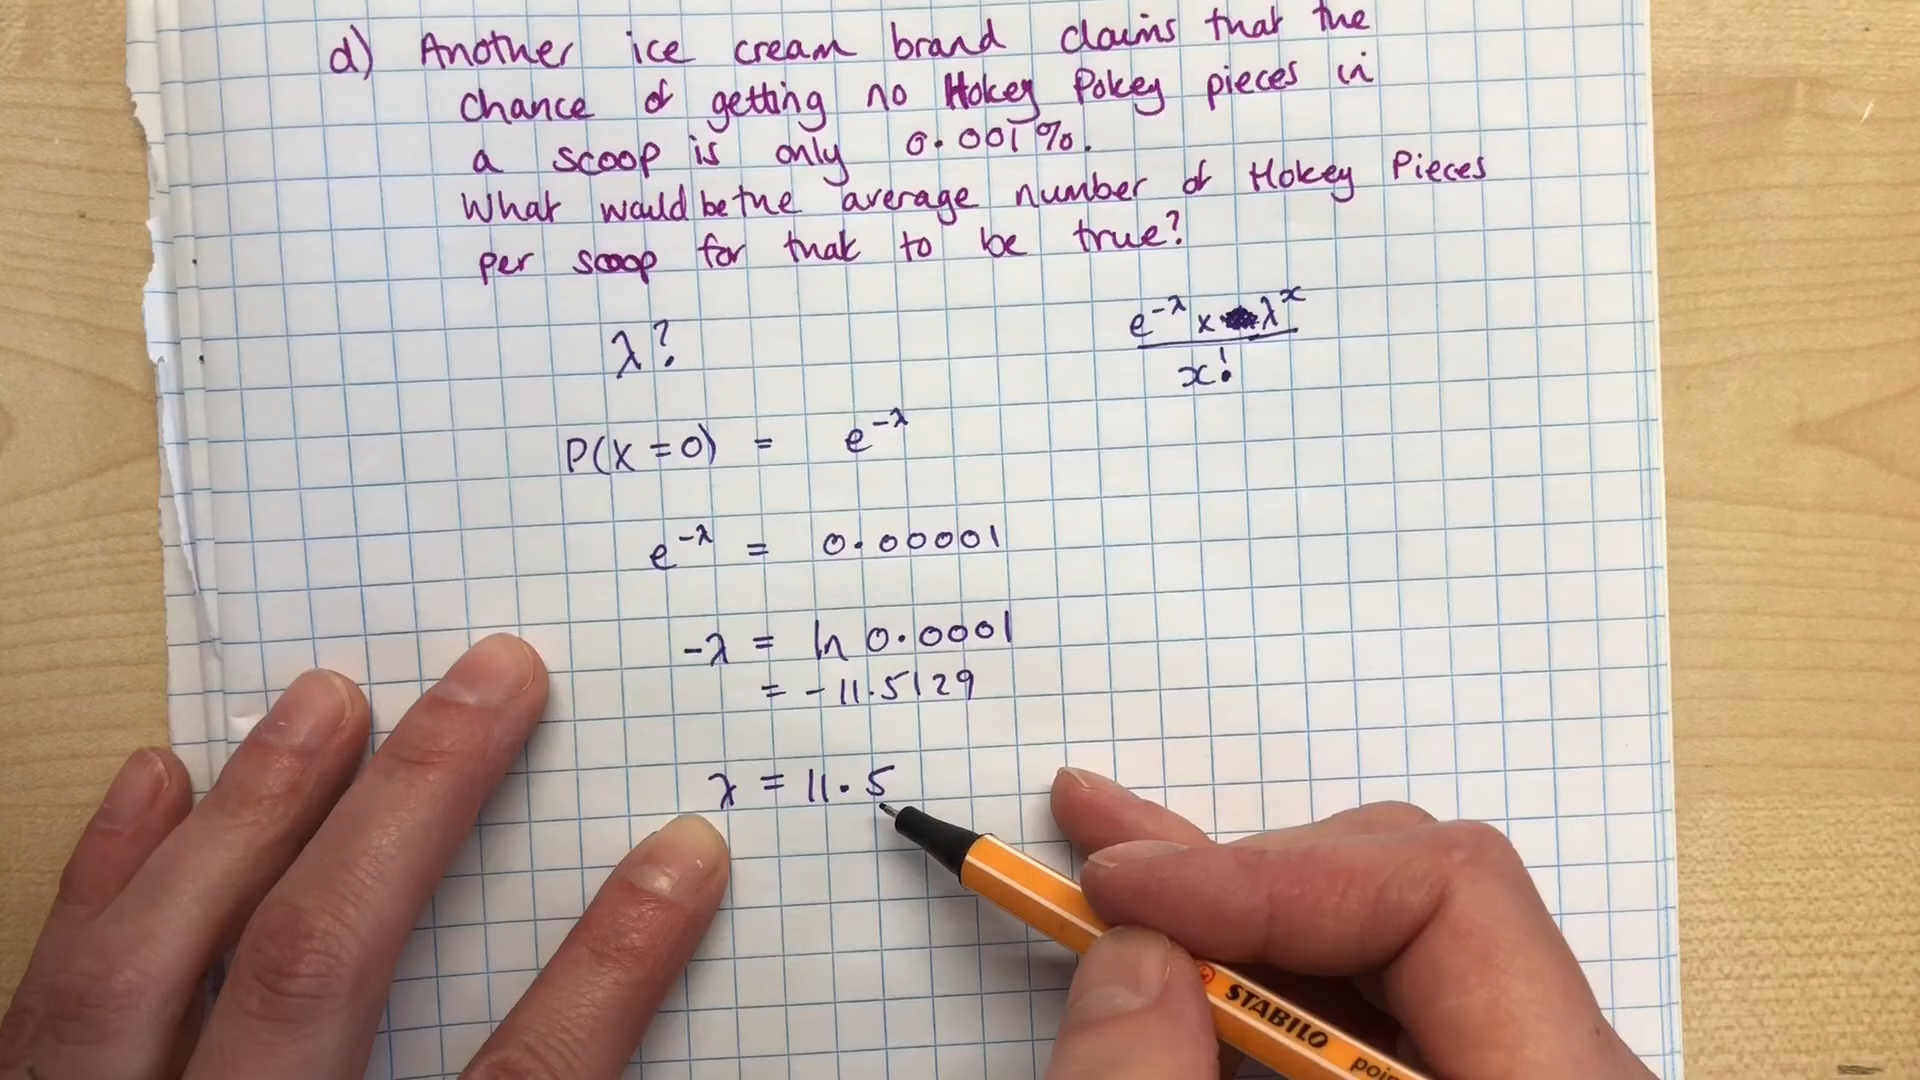 d) Another ice cream brand claims that the
chance of getting no Hokey Pokey pieces in
a scoop is only 0.001%.
What would be the average number of Hokey Pieces
per scoop for that to be true?
λ?
e^-λ x λ^x
x!
P(X=0) = e^-λ
e^-λ = 0.00001
-λ = ln 0.0001
= -11.5129
λ = 11.5
STABILO poin